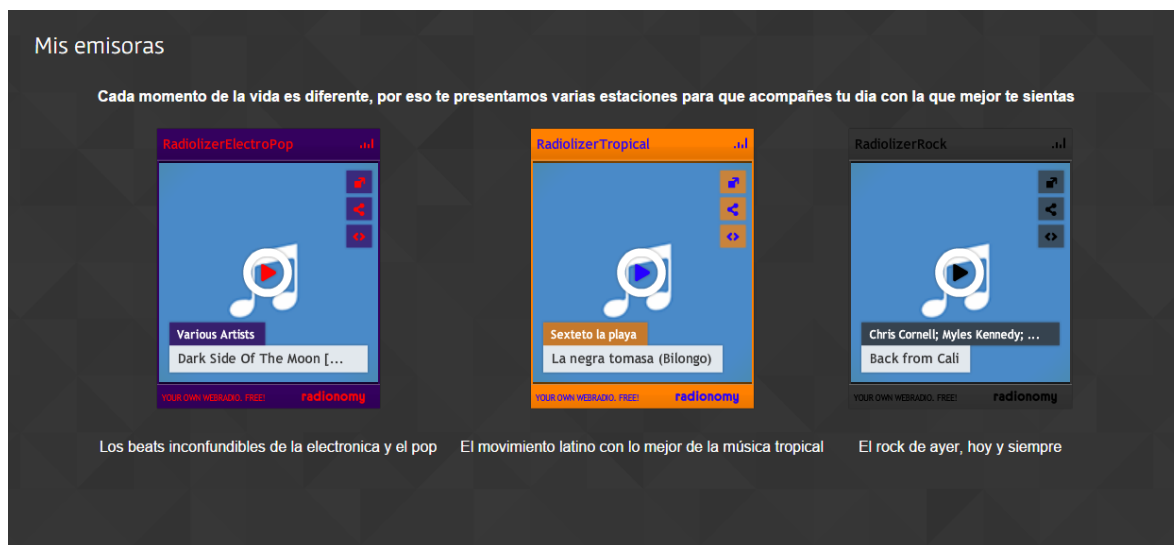 Mis emisoras
Cada momento de la vida es diferente, por eso te presentamos varias estaciones para que acompañes tu dia con la que mejor te sientas
RadiolizerElectroPop
Various Artists
Dark Side Of The Moon [...
YOUR OWN WEBRADIO. FREE!
radionomy
Los beats inconfundibles de la electronica y el pop
RadiolizerTropical
Sexteto la playa
La negra tomasa (Bilongo)
YOUR OWN WEBRADIO. FREE!
radionomy
El movimiento latino con lo mejor de la música tropical
RadiolizerRock
Chris Cornell; Myles Kennedy; ...
Back from Cali
YOUR OWN WEBRADIO. FREE!
radionomy
El rock de ayer, hoy y siempre